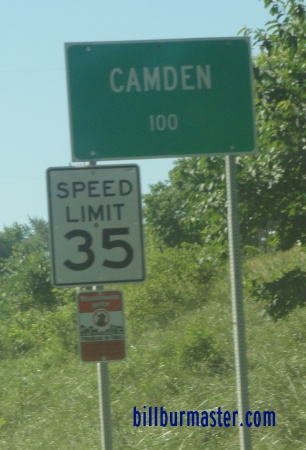 CAMDEN
100
SPEED
LIMIT
35
billburmaster.com